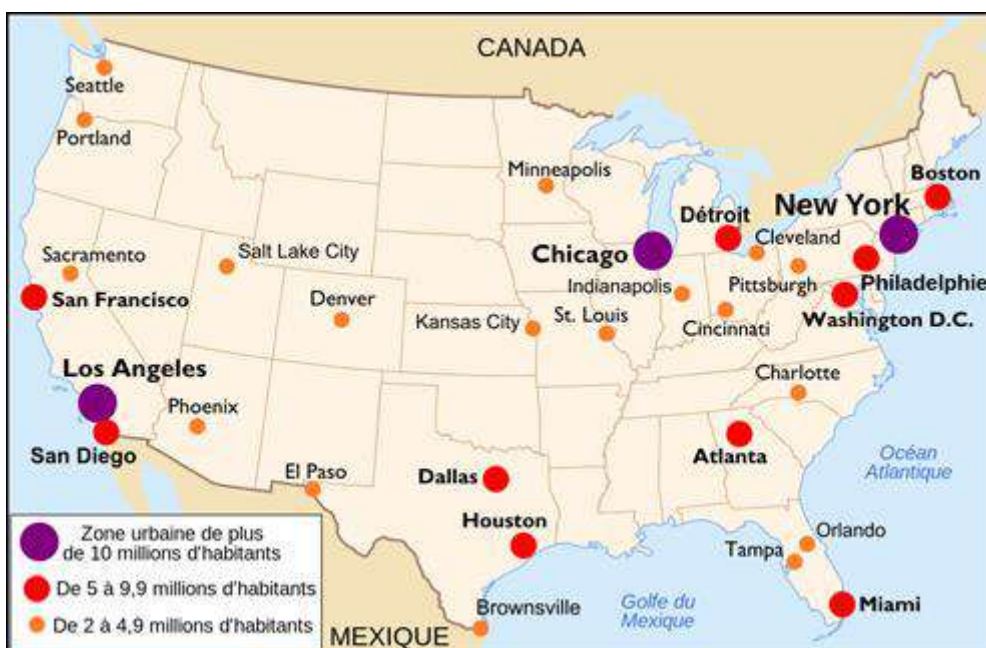 CANADA
Seattle
Portland
Minneapolis
Boston
New York
Détroit
Cleveland
Chicago
Sacramento
Salt Lake City
Indianapolis
Pittsburgh
Philadelphie
San Francisco
Denver
Kansas City
St. Louis
Cincinnati
Washington D.C.
Los Angeles
Charlotte
Phoenix
San Diego
Atlanta
Océan
Atlantique
El Paso
Dallas
Houston
Orlando
Tampa
Brownsville
Golfe du
Mexique
Miami
MEXIQUE
Zone urbaine de plus
de 10 millions d'habitants
De 5 à 9,9 millions d'habitants
De 2 à 4,9 millions d'habitants